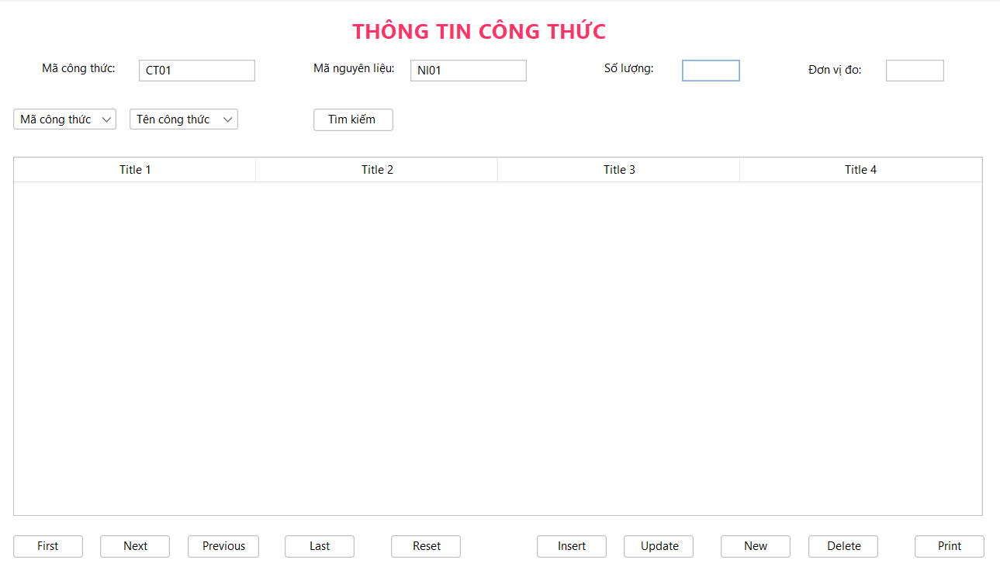 THÔNG TIN CÔNG THỨC
Mã công thức: CT01 Mã nguyên liệu: NI01 Số lượng: Đơn vị đo:
Mã công thức Tên công thức Tìm kiếm
Title 1 Title 2 Title 3 Title 4
First Next Previous Last Reset Insert Update New Delete Print